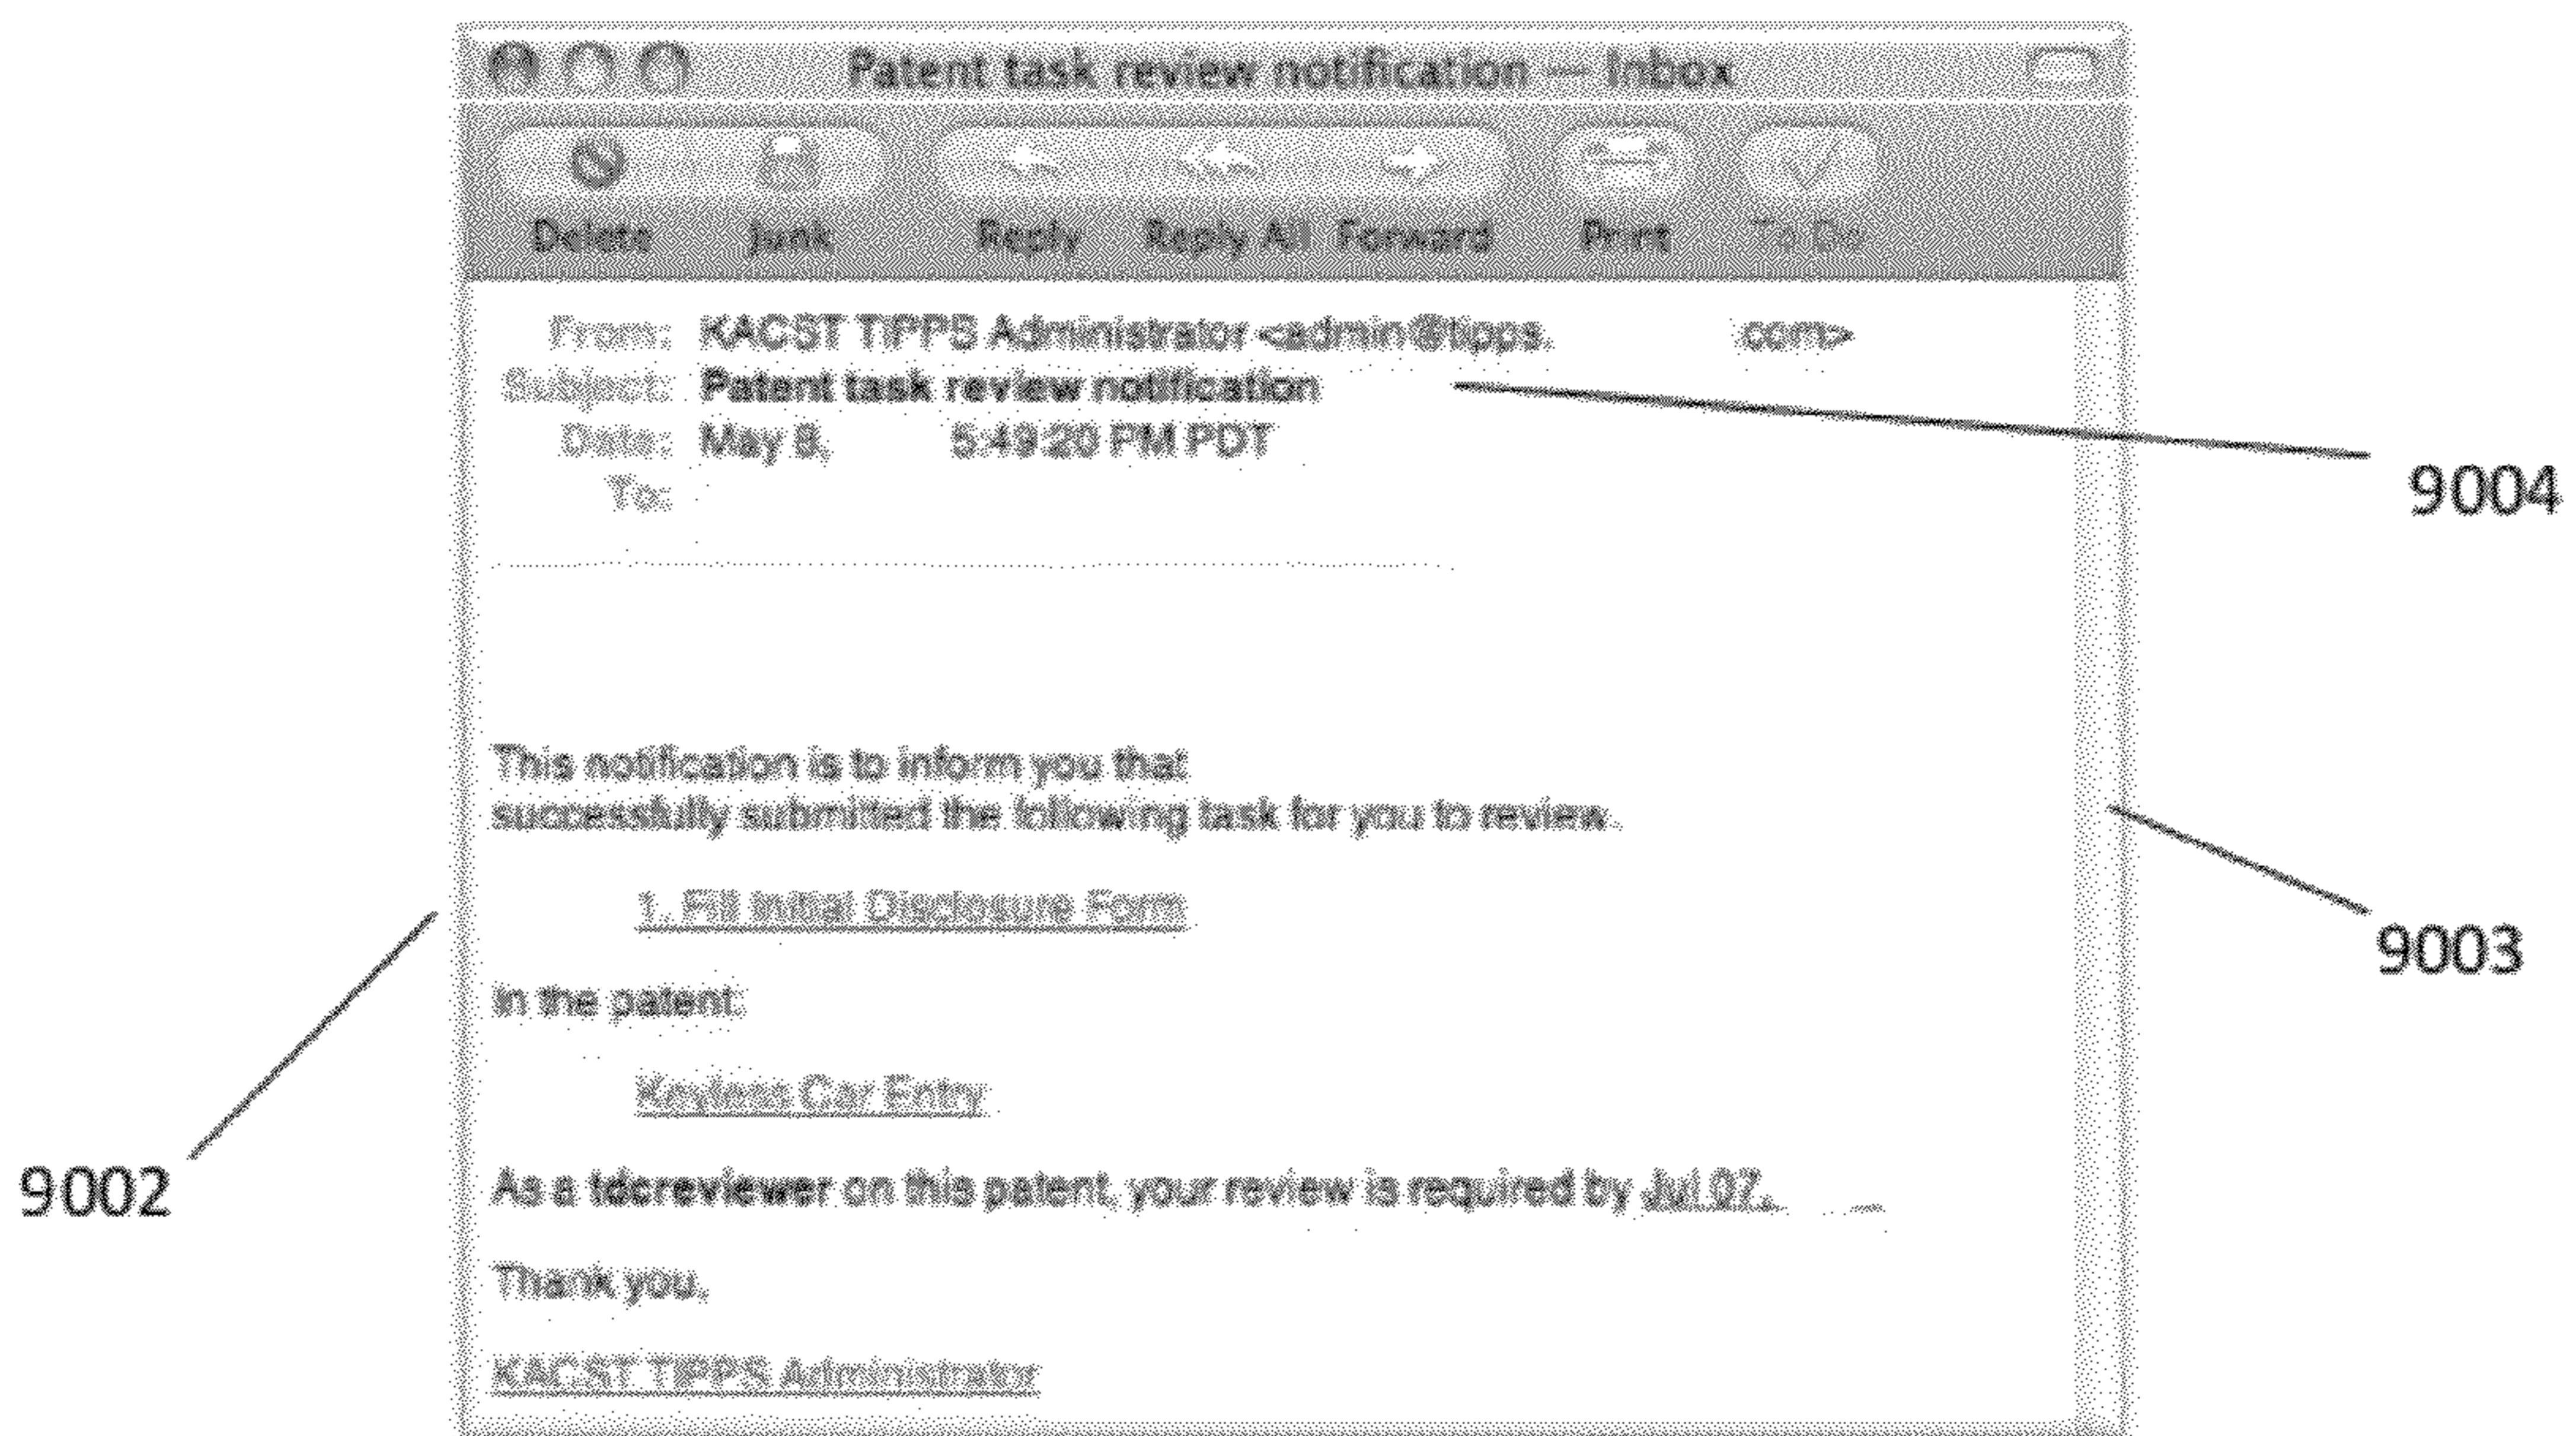 Patent task review notification — Inbox
Delete Junk Reply Reply All Forward Print To Do
From: KACST TIPPS Administrator <admin@tipps. com>
Subject: Patent task review notification
Date: May 8, 5:49:20 PM PDT
To:
9004
This notification is to inform you that
successfully submitted the following task for you to review.
9003
1. Fill Initial Disclosure Form
in the patent:
Keyless Car Entry
9002
As a tdcreviewer on this patent, your review is required by Jul 07,
Thank you,
KACST TIPPS Administrator